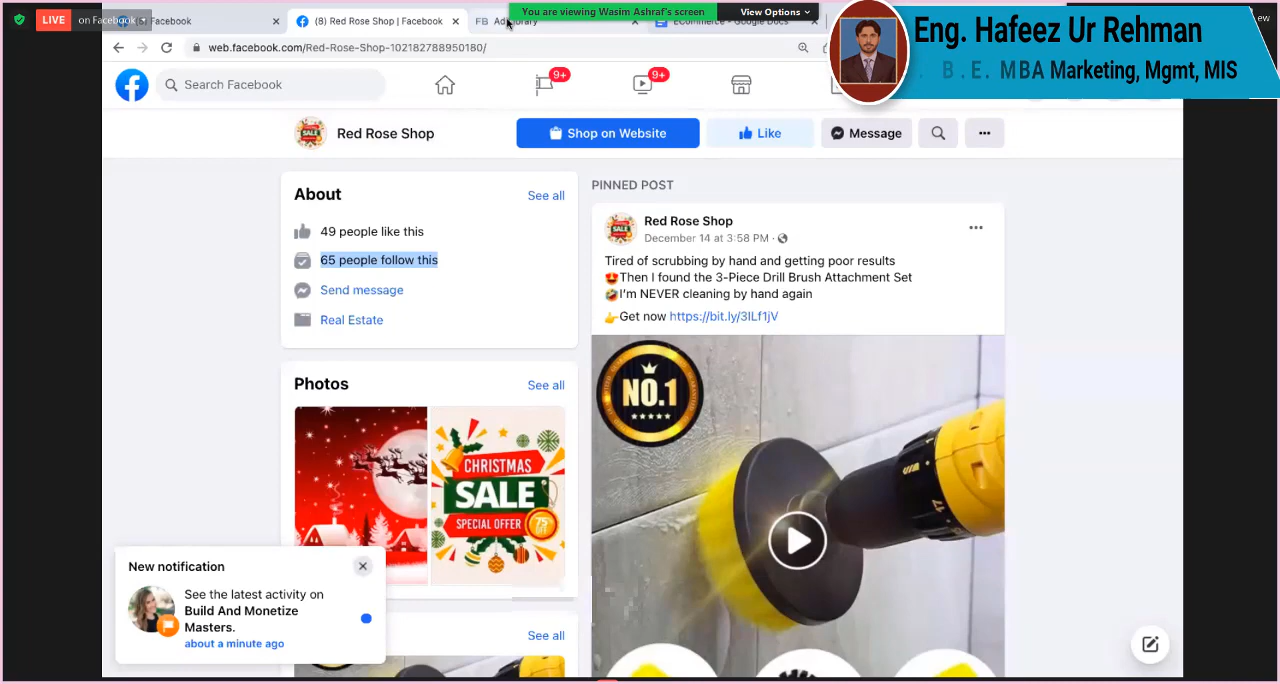 LIVE on Facebook
Facebook
(8) Red Rose Shop | Facebook
You are viewing Wasim Ashraf's screen
View Options
ECommerce - Google Docs
web.facebook.com/Red-Rose-Shop-102182788950180/
Eng. Hafeez Ur Rehman
B . E . MBA Marketing, Mgmt, MIS
Search Facebook
9+
9+
Red Rose Shop
Shop on Website
Like
Message
About
See all
49 people like this
65 people follow this
Send message
Real Estate
Photos
See all
CHRISTMAS
SALE
SPECIAL OFFER
75
New notification
See the latest activity on
Build And Monetize
Masters.
about a minute ago
See all
PINNED POST
Red Rose Shop
December 14 at 3:58 PM
Tired of scrubbing by hand and getting poor results
Then I found the 3-Piece Drill Brush Attachment Set
I'm NEVER cleaning by hand again
Get now https://bit.ly/3ILf1jV
NO.1
17